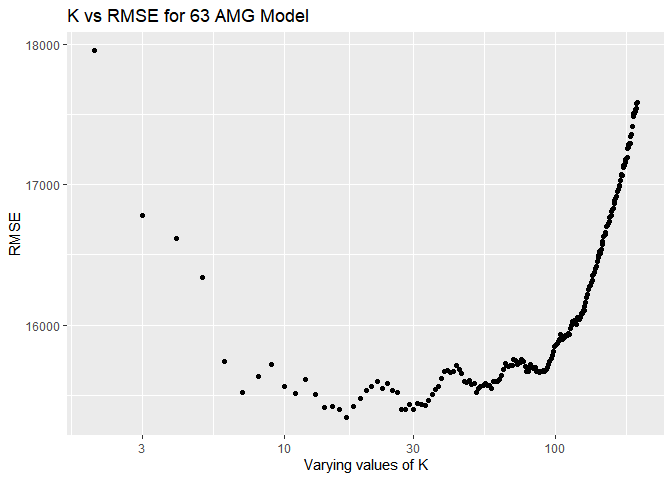 K vs RMSE for 63 AMG Model
18000
17000
16000
RMSE
3
10
30
100
Varying values of K